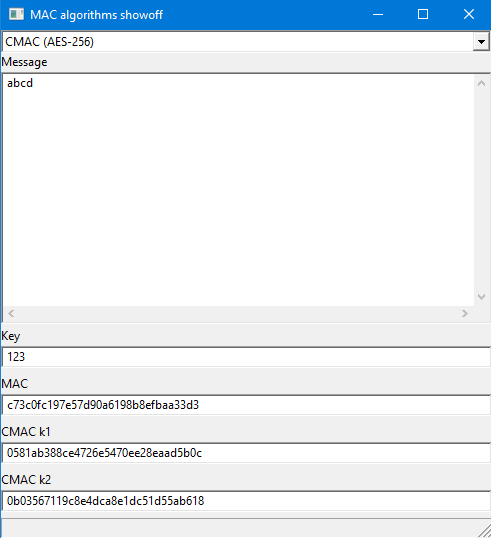 MAC algorithms showoff
CMAC (AES-256)
Message
abcd
Key
123
MAC
c73c0fc197e57d90a6198b8efbaa33d3
CMAC k1
0581ab388ce4726e5470ee28eaad5b0c
CMAC k2
0b03567119c8e4dca8e1dc51d55ab618